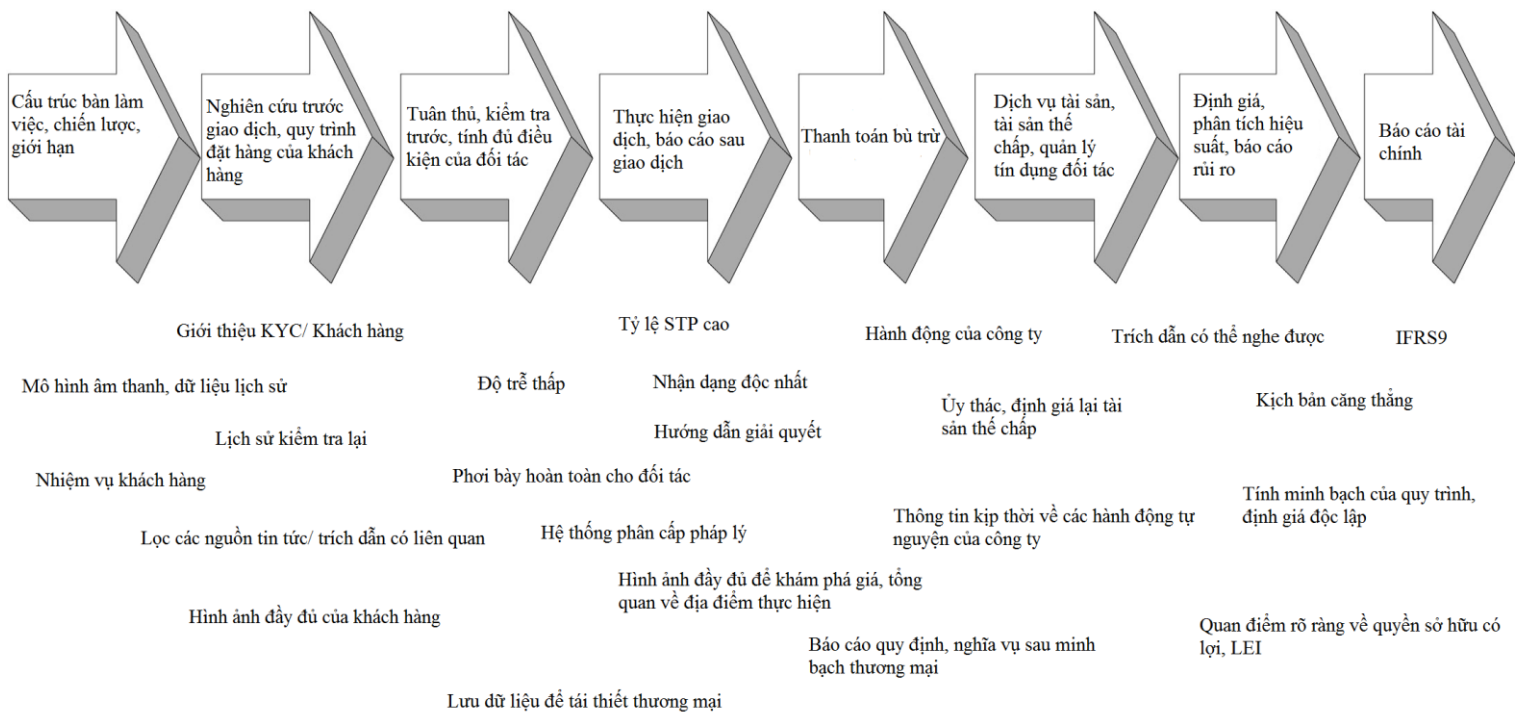 Cấu trúc bàn làm
việc, chiến lược,
giới hạn
Nghiên cứu trước
giao dịch, quy trình
đặt hàng của khách
hàng
Tuân thủ, kiểm tra
trước, tính đủ điều
kiện của đối tác
Thực hiện giao
dịch, báo cáo sau
giao dịch
Thanh toán bù trừ
Dịch vụ tài sản,
tài sản thế
chấp, quản lý
tín dụng đối tác
Định giá,
phân tích hiệu
suất, báo cáo
rủi ro
Báo cáo tài
chính
Giới thiệu KYC/ Khách hàng
Tỷ lệ STP cao
Hành động của công ty
Trích dẫn có thể nghe được
IFRS9
Mô hình âm thanh, dữ liệu lịch sử
Độ trễ thấp
Nhận dạng độc nhất
Ủy thác, định giá lại tài
sản thế chấp
Kịch bản căng thẳng
Lịch sử kiểm tra lại
Hướng dẫn giải quyết
Nhiệm vụ khách hàng
Phơi bày hoàn toàn cho đối tác
Tính minh bạch của quy trình,
định giá độc lập
Lọc các nguồn tin tức/ trích dẫn có liên quan
Hệ thống phân cấp pháp lý
Thông tin kịp thời về các hành động tự
nguyện của công ty
Hình ảnh đầy đủ để khám phá giá, tổng
quan về địa điểm thực hiện
Hình ảnh đầy đủ của khách hàng
Quan điểm rõ ràng về quyền sở hữu có
lợi, LEI
Báo cáo quy định, nghĩa vụ sau minh
bạch thương mại
Lưu dữ liệu để tái thiết thương mại